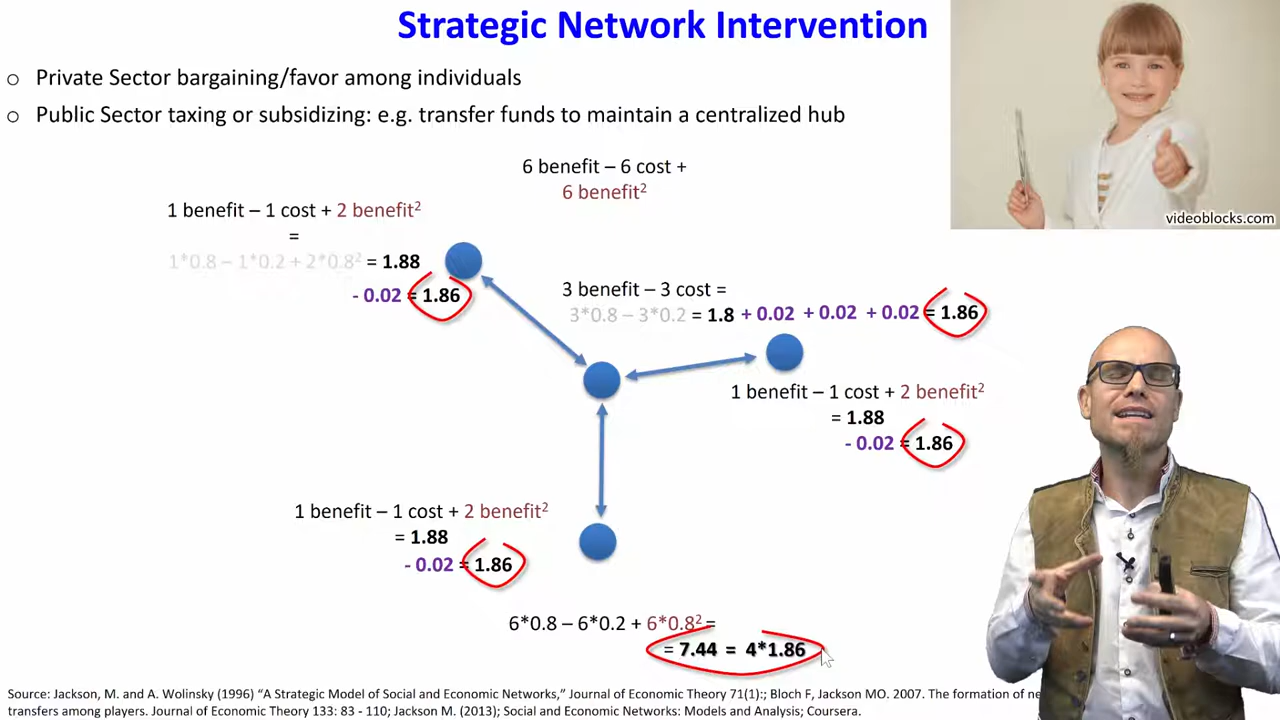 Strategic Network Intervention
o Private Sector bargaining/favor among individuals
o Public Sector taxing or subsidizing: e.g. transfer funds to maintain a centralized hub
videoblocks.com
6 benefit – 6 cost +
6 benefit²
1 benefit – 1 cost + 2 benefit²
=
1*0.8 – 1*0.2 + 2*0.8² = 1.88
- 0.02 = 1.86
3 benefit – 3 cost =
3*0.8 – 3*0.2 = 1.8 + 0.02 + 0.02 + 0.02 = 1.86
1 benefit – 1 cost + 2 benefit²
= 1.88
- 0.02 = 1.86
1 benefit – 1 cost + 2 benefit²
= 1.88
- 0.02 = 1.86
6*0.8 – 6*0.2 + 6*0.8² =
= 7.44 = 4*1.86
Source: Jackson, M. and A. Wolinsky (1996) “A Strategic Model of Social and Economic Networks,” Journal of Economic Theory 71(1):; Bloch F, Jackson MO. 2007. The formation of
transfers among players. Journal of Economic Theory 133: 83 - 110; Jackson M. (2013); Social and Economic Networks: Models and Analysis; Coursera.